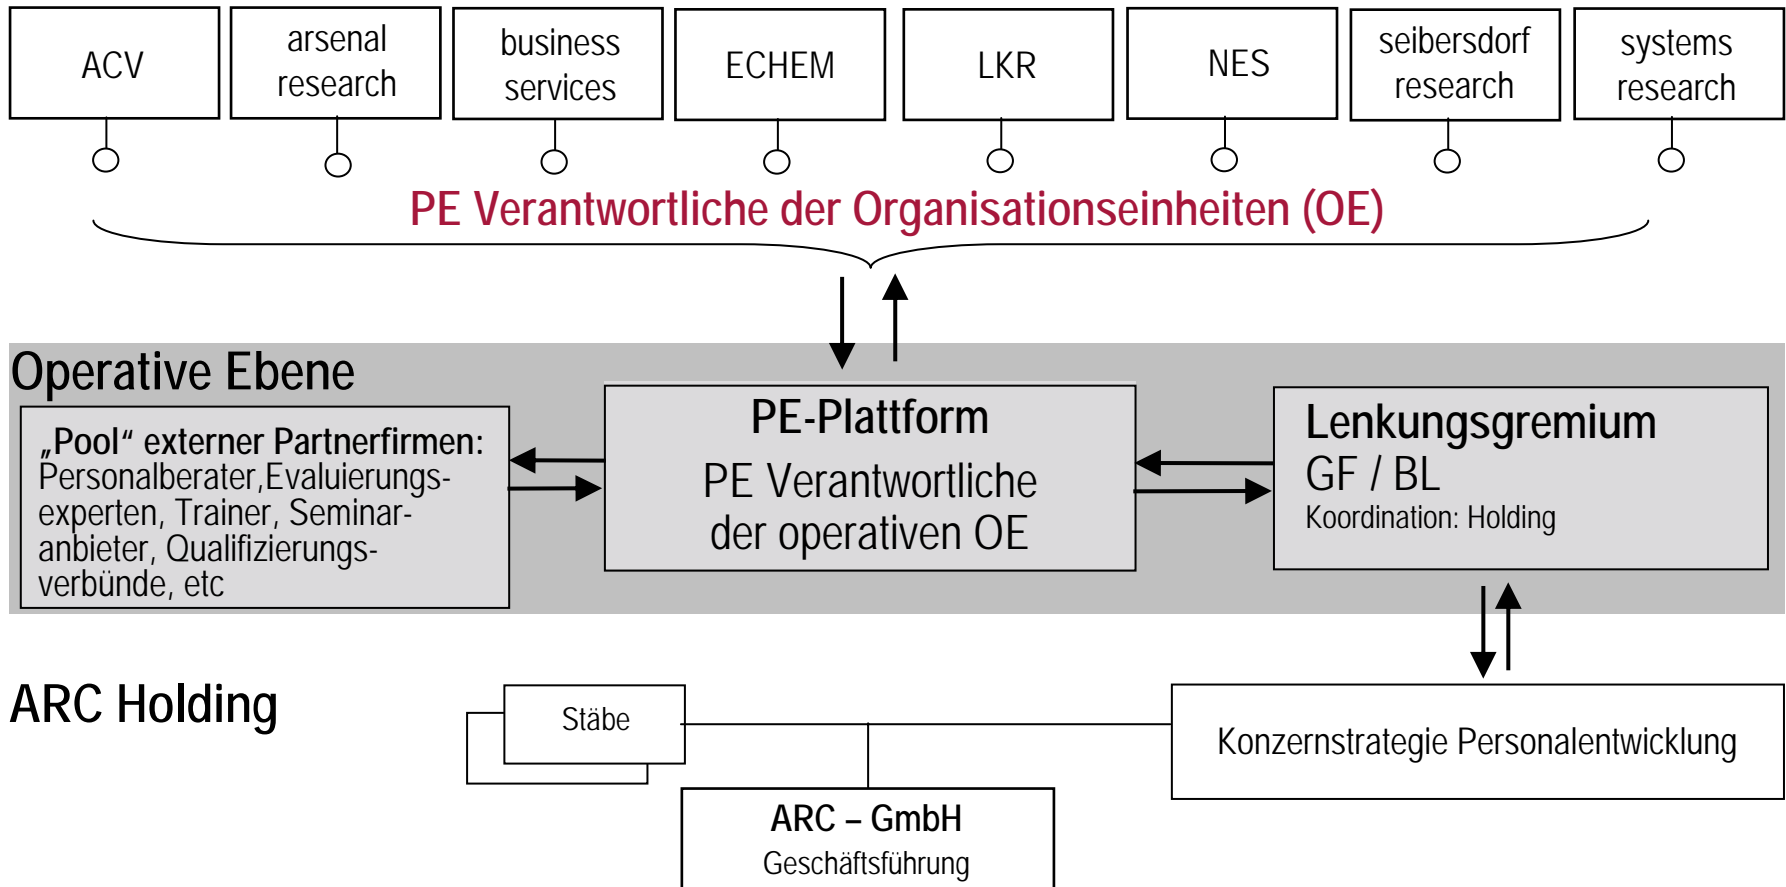 ACV
arsenal
research
business
services
ECHEM
LKR
NES
seibersdorf
research
systems
research
PE Verantwortliche der Organisationseinheiten (OE)
Operative Ebene
„Pool“ externer Partnerfirmen:
Personalberater,Evaluierungs-
experten, Trainer, Seminar-
anbieter, Qualifizierungs-
verbünde, etc
PE-Plattform
PE Verantwortliche
der operativen OE
Lenkungsgremium
GF / BL
Koordination: Holding
ARC Holding
Stäbe
Konzernstrategie Personalentwicklung
ARC – GmbH
Geschäftsführung